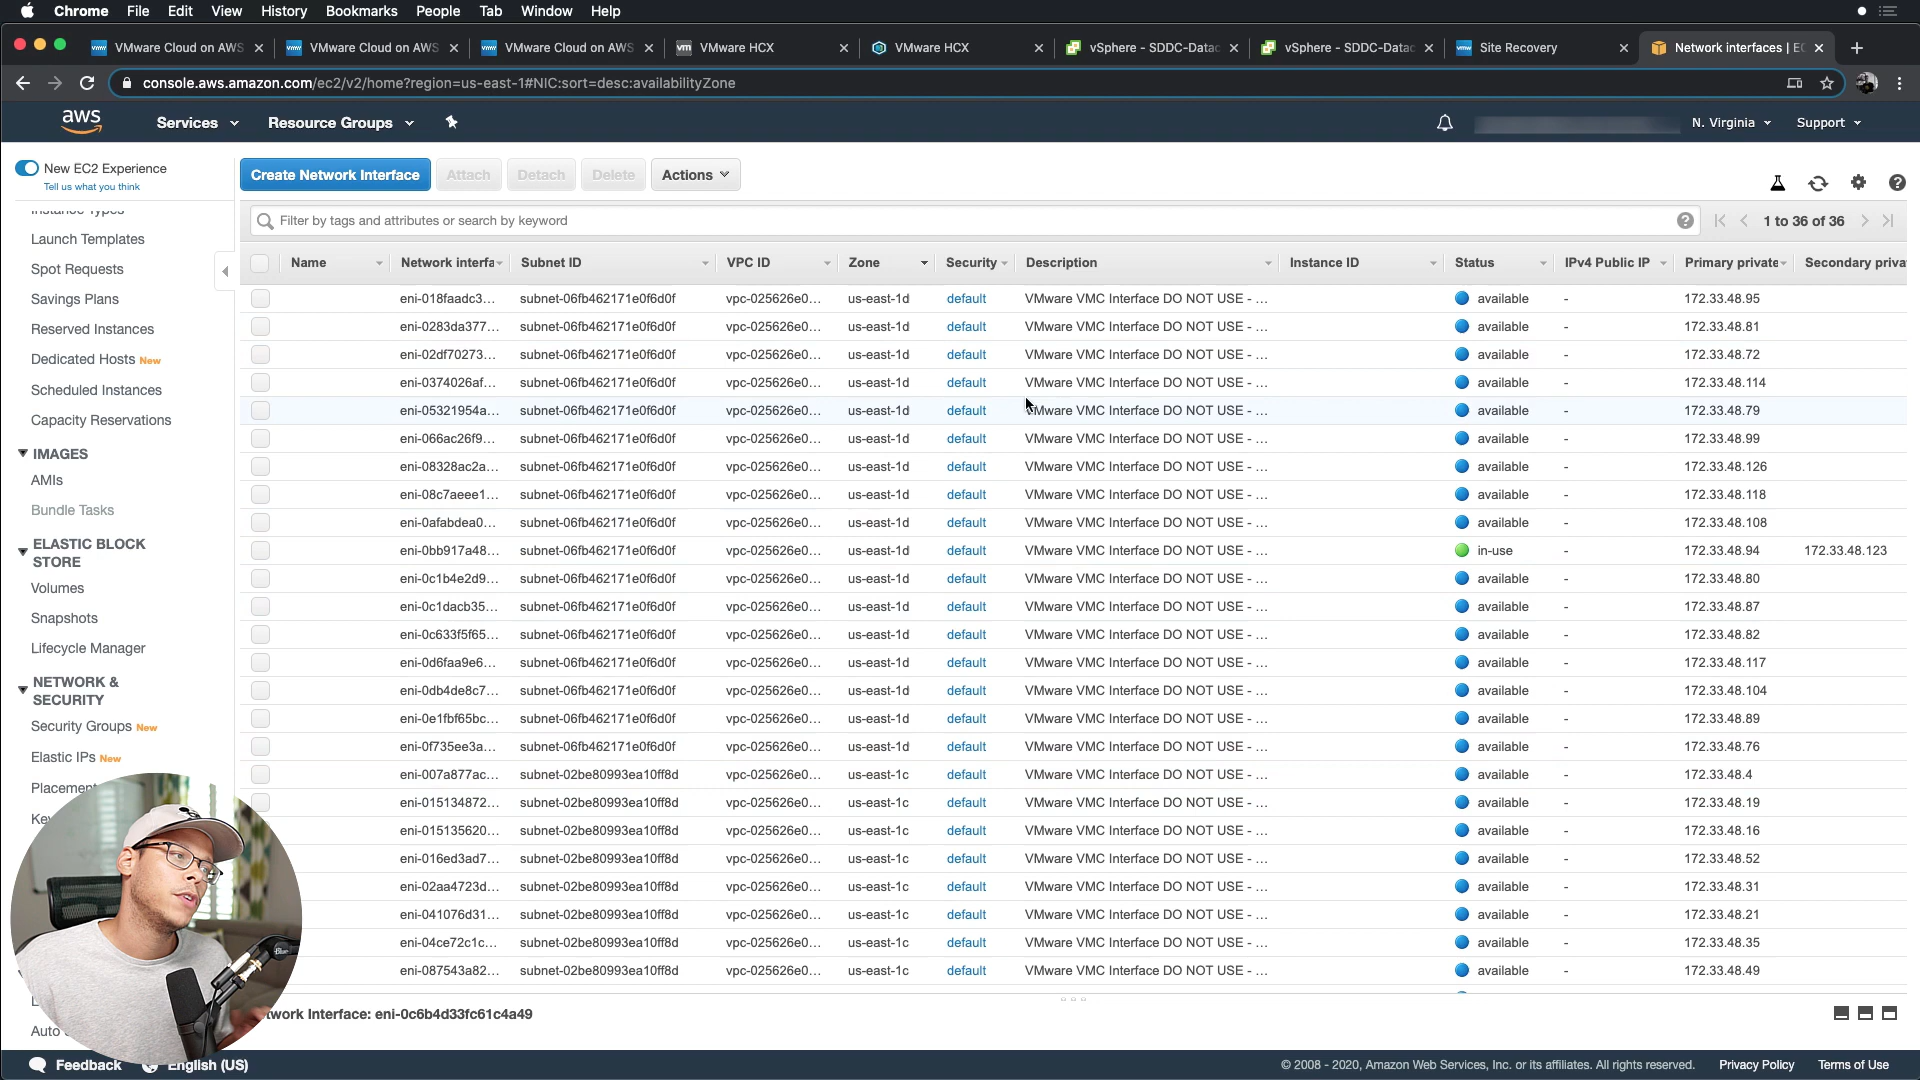 Chrome File Edit View History Bookmarks People Tab Window Help
VMware Cloud on AWS VMware Cloud on AWS VMware Cloud on AWS VMware HCX VMware HCX vSphere - SDDC-Datac vSphere - SDDC-Datac Site Recovery Network interfaces | EC
console.aws.amazon.com/ec2/v2/home?region=us-east-1#NIC:sort=desc:availabilityZone
aws Services Resource Groups N. Virginia Support
New EC2 Experience
Tell us what you think
Instance Types
Launch Templates
Spot Requests
Savings Plans
Reserved Instances
Dedicated Hosts New
Scheduled Instances
Capacity Reservations
IMAGES
AMIs
Bundle Tasks
ELASTIC BLOCK
STORE
Volumes
Snapshots
Lifecycle Manager
NETWORK &
SECURITY
Security Groups New
Elastic IPs New
Placement
Create Network Interface Attach Detach Delete Actions
Filter by tags and attributes or search by keyword 1 to 36 of 36
Name Network interfa Subnet ID VPC ID Zone Security Description Instance ID Status IPv4 Public IP Primary private Secondary priva
eni-018faadc3... subnet-06fb462171e0f6d0f vpc-025626e0... us-east-1d default VMware VMC Interface DO NOT USE - ... available - 172.33.48.95
eni-0283da377... subnet-06fb462171e0f6d0f vpc-025626e0... us-east-1d default VMware VMC Interface DO NOT USE - ... available - 172.33.48.81
eni-02df70273... subnet-06fb462171e0f6d0f vpc-025626e0... us-east-1d default VMware VMC Interface DO NOT USE - ... available - 172.33.48.72
eni-0374026af... subnet-06fb462171e0f6d0f vpc-025626e0... us-east-1d default VMware VMC Interface DO NOT USE - ... available - 172.33.48.114
eni-05321954a... subnet-06fb462171e0f6d0f vpc-025626e0... us-east-1d default VMware VMC Interface DO NOT USE - ... available - 172.33.48.79
eni-066ac26f9... subnet-06fb462171e0f6d0f vpc-025626e0... us-east-1d default VMware VMC Interface DO NOT USE - ... available - 172.33.48.99
eni-08328ac2a... subnet-06fb462171e0f6d0f vpc-025626e0... us-east-1d default VMware VMC Interface DO NOT USE - ... available - 172.33.48.126
eni-08c7aeee1... subnet-06fb462171e0f6d0f vpc-025626e0... us-east-1d default VMware VMC Interface DO NOT USE - ... available - 172.33.48.118
eni-0afabdea0... subnet-06fb462171e0f6d0f vpc-025626e0... us-east-1d default VMware VMC Interface DO NOT USE - ... available - 172.33.48.108
eni-0bb917a48... subnet-06fb462171e0f6d0f vpc-025626e0... us-east-1d default VMware VMC Interface DO NOT USE - ... in-use - 172.33.48.94 172.33.48.123
eni-0c1b4e2d9... subnet-06fb462171e0f6d0f vpc-025626e0... us-east-1d default VMware VMC Interface DO NOT USE - ... available - 172.33.48.80
eni-0c1dacb35... subnet-06fb462171e0f6d0f vpc-025626e0... us-east-1d default VMware VMC Interface DO NOT USE - ... available - 172.33.48.87
eni-0c633f5f65... subnet-06fb462171e0f6d0f vpc-025626e0... us-east-1d default VMware VMC Interface DO NOT USE - ... available - 172.33.48.82
eni-0d6faa9e6... subnet-06fb462171e0f6d0f vpc-025626e0... us-east-1d default VMware VMC Interface DO NOT USE - ... available - 172.33.48.117
eni-0db4de8c7... subnet-06fb462171e0f6d0f vpc-025626e0... us-east-1d default VMware VMC Interface DO NOT USE - ... available - 172.33.48.104
eni-0e1fbf65bc... subnet-06fb462171e0f6d0f vpc-025626e0... us-east-1d default VMware VMC Interface DO NOT USE - ... available - 172.33.48.89
eni-0f735ee3a... subnet-06fb462171e0f6d0f vpc-025626e0... us-east-1d default VMware VMC Interface DO NOT USE - ... available - 172.33.48.76
eni-007a877ac... subnet-02be80993ea10ff8d vpc-025626e0... us-east-1c default VMware VMC Interface DO NOT USE - ... available - 172.33.48.4
eni-015134872... subnet-02be80993ea10ff8d vpc-025626e0... us-east-1c default VMware VMC Interface DO NOT USE - ... available - 172.33.48.19
eni-015135620... subnet-02be80993ea10ff8d vpc-025626e0... us-east-1c default VMware VMC Interface DO NOT USE - ... available - 172.33.48.16
eni-016ed3ad7... subnet-02be80993ea10ff8d vpc-025626e0... us-east-1c default VMware VMC Interface DO NOT USE - ... available - 172.33.48.52
eni-02aa4723d... subnet-02be80993ea10ff8d vpc-025626e0... us-east-1c default VMware VMC Interface DO NOT USE - ... available - 172.33.48.31
eni-041076d31... subnet-02be80993ea10ff8d vpc-025626e0... us-east-1c default VMware VMC Interface DO NOT USE - ... available - 172.33.48.21
eni-04ce72c1c... subnet-02be80993ea10ff8d vpc-025626e0... us-east-1c default VMware VMC Interface DO NOT USE - ... available - 172.33.48.35
eni-087543a82... subnet-02be80993ea10ff8d vpc-025626e0... us-east-1c default VMware VMC Interface DO NOT USE - ... available - 172.33.48.49
twork Interface: eni-0c6b4d33fc61c4a49
Auto
Feedback English (US) © 2008 - 2020, Amazon Web Services, Inc. or its affiliates. All rights reserved. Privacy Policy Terms of Use